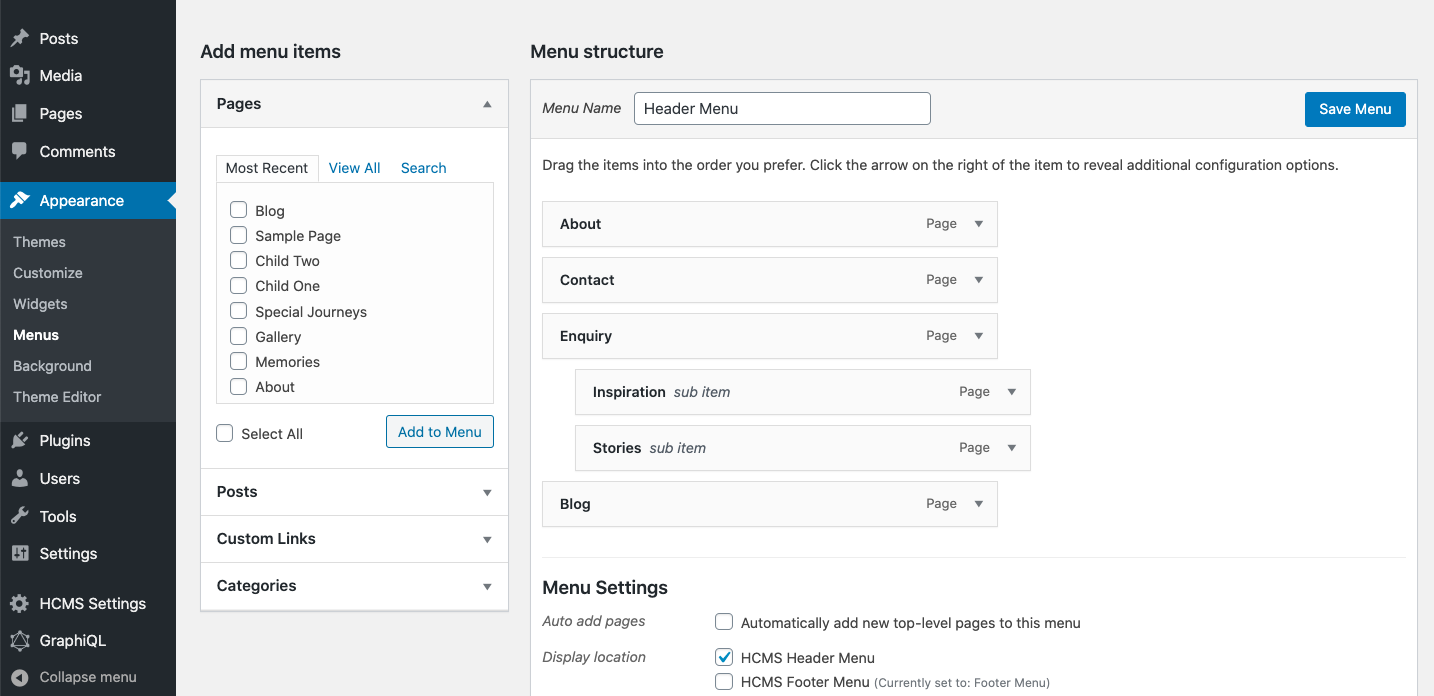 Posts
Media
Pages
Comments
Appearance
Themes
Customize
Widgets
Menus
Background
Theme Editor
Plugins
Users
Tools
Settings
HCMS Settings
GraphiQL
Collapse menu
Add menu items
Pages
Most Recent View All Search
Blog
Sample Page
Child Two
Child One
Special Journeys
Gallery
Memories
About
Select All Add to Menu
Posts
Custom Links
Categories
Menu structure
Menu Name Header Menu Save Menu
Drag the items into the order you prefer. Click the arrow on the right of the item to reveal additional configuration options.
About Page
Contact Page
Enquiry Page
Inspiration sub item Page
Stories sub item Page
Blog Page
Menu Settings
Auto add pages Automatically add new top-level pages to this menu
Display location HCMS Header Menu
HCMS Footer Menu (Currently set to: Footer Menu)